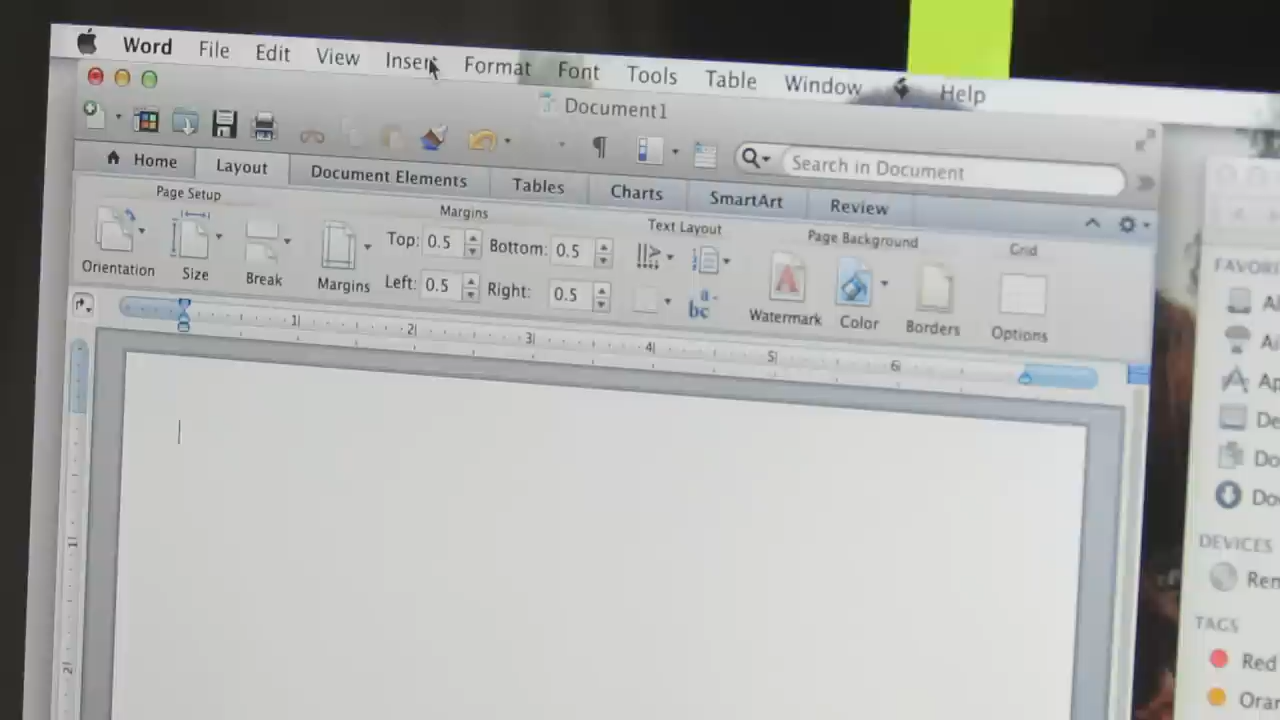 Word File Edit View Insert Format Font Tools Table Window Help
Document1
Search in Document
Home Layout Document Elements Tables Charts SmartArt Review
Page Setup Margins Text Layout Page Background Grid
Top: 0.5 Bottom: 0.5
Left: 0.5 Right: 0.5
Orientation Size Break Margins Watermark Color Borders Options
a-
bc
1 2 3 4 5 6
1
2
DEVICES
TAGS
Red